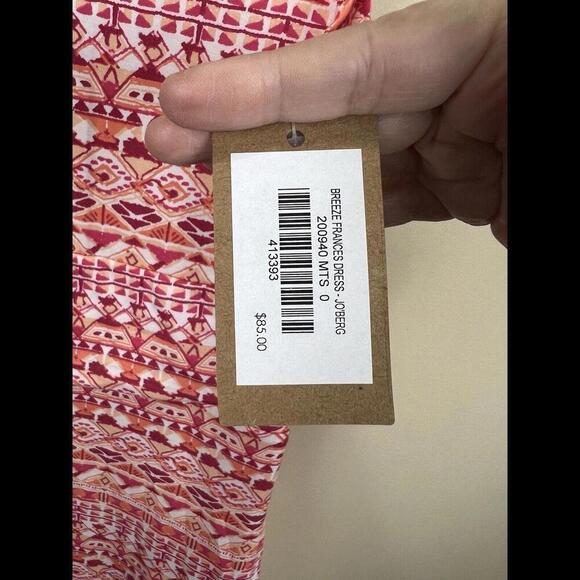 BREEZE FRANCES DRESS - JO'BERG
200940 MTS 0
413393
$85.00